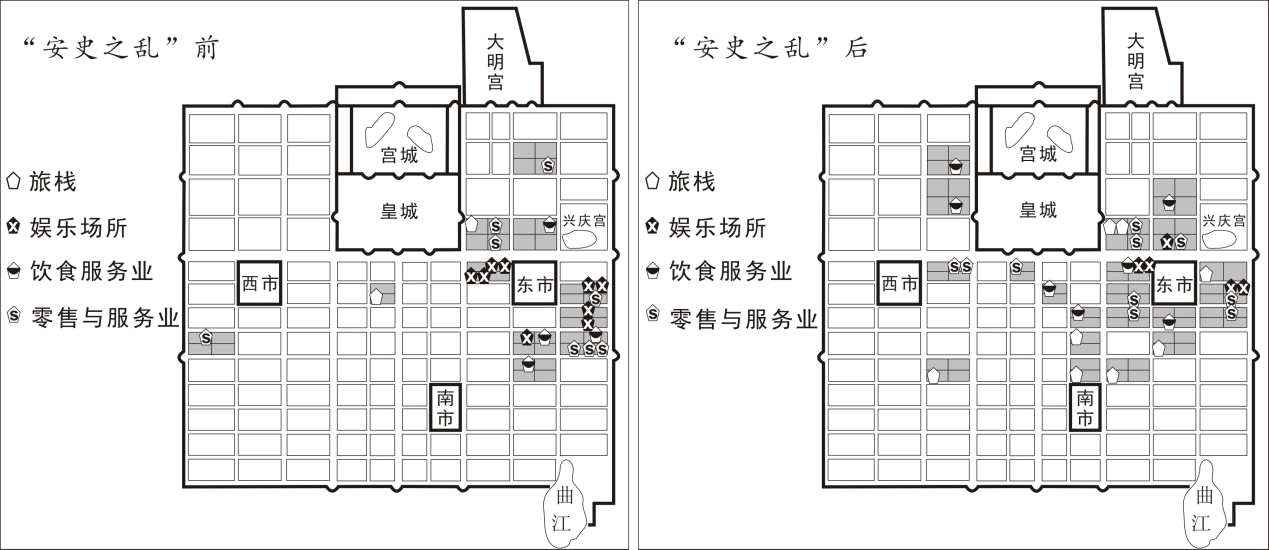 “安史之乱”前
大明宫
宫城
皇城
兴庆宫
旅栈
娱乐场所
饮食服务业
零售与服务业
西市
东市
南市
曲江
S
S
S
S
S
S
S
S
“安史之乱”后
大明宫
宫城
皇城
兴庆宫
旅栈
娱乐场所
饮食服务业
零售与服务业
西市
东市
南市
曲江
S
S
S
S
S
S
S
S
S
S
S